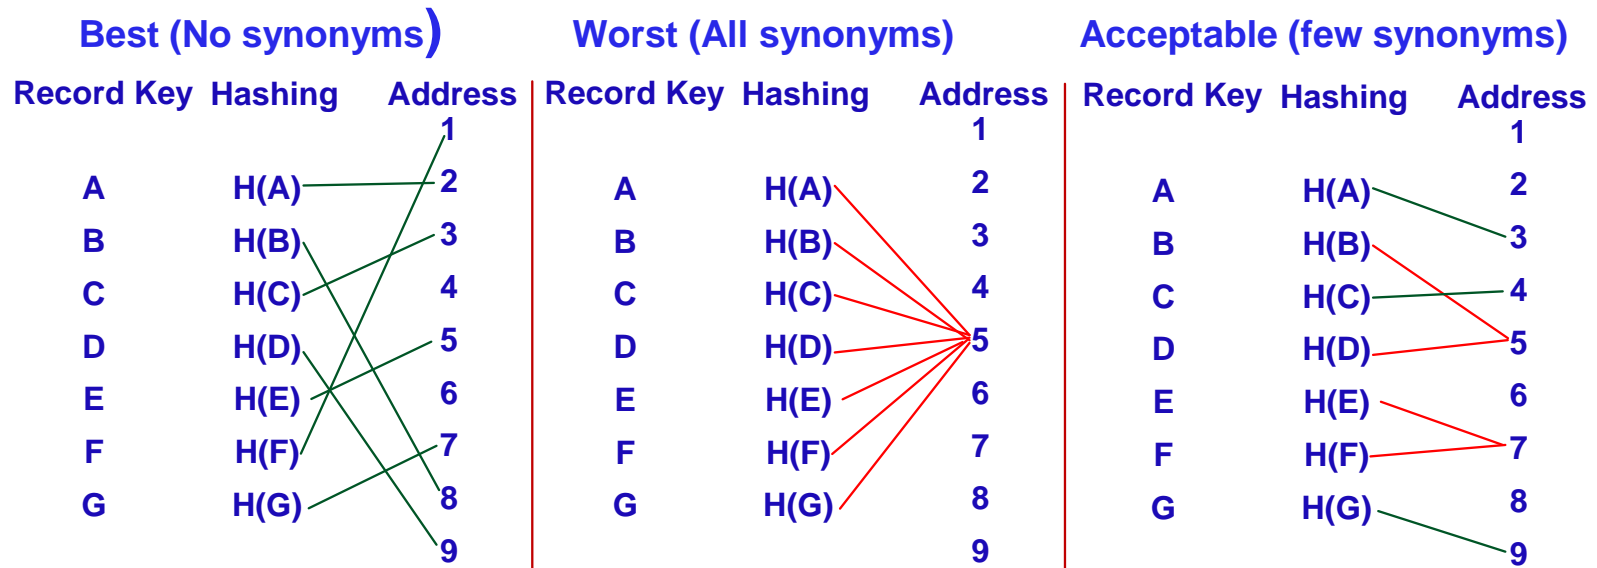 Best (No synonyms)
Record Key Hashing Address
1
A H(A) 2
B H(B) 3
C H(C) 4
D H(D) 5
E H(E) 6
F H(F) 7
G H(G) 8
9
Worst (All synonyms)
Record Key Hashing Address
1
A H(A) 2
B H(B) 3
C H(C) 4
D H(D) 5
E H(E) 6
F H(F) 7
G H(G) 8
9
Acceptable (few synonyms)
Record Key Hashing Address
1
A H(A) 2
B H(B) 3
C H(C) 4
D H(D) 5
E H(E) 6
F H(F) 7
G H(G) 8
9